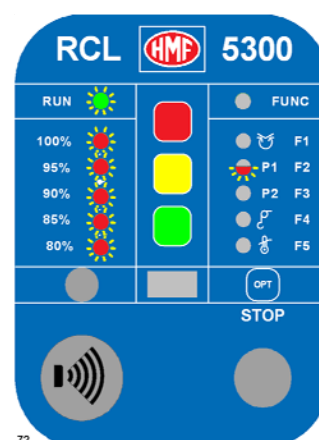 RCL HMF 5300
RUN FUNC
100% F1
95% P1 F2
90% P2 F3
85% F4
80% F5
OPT
STOP
72